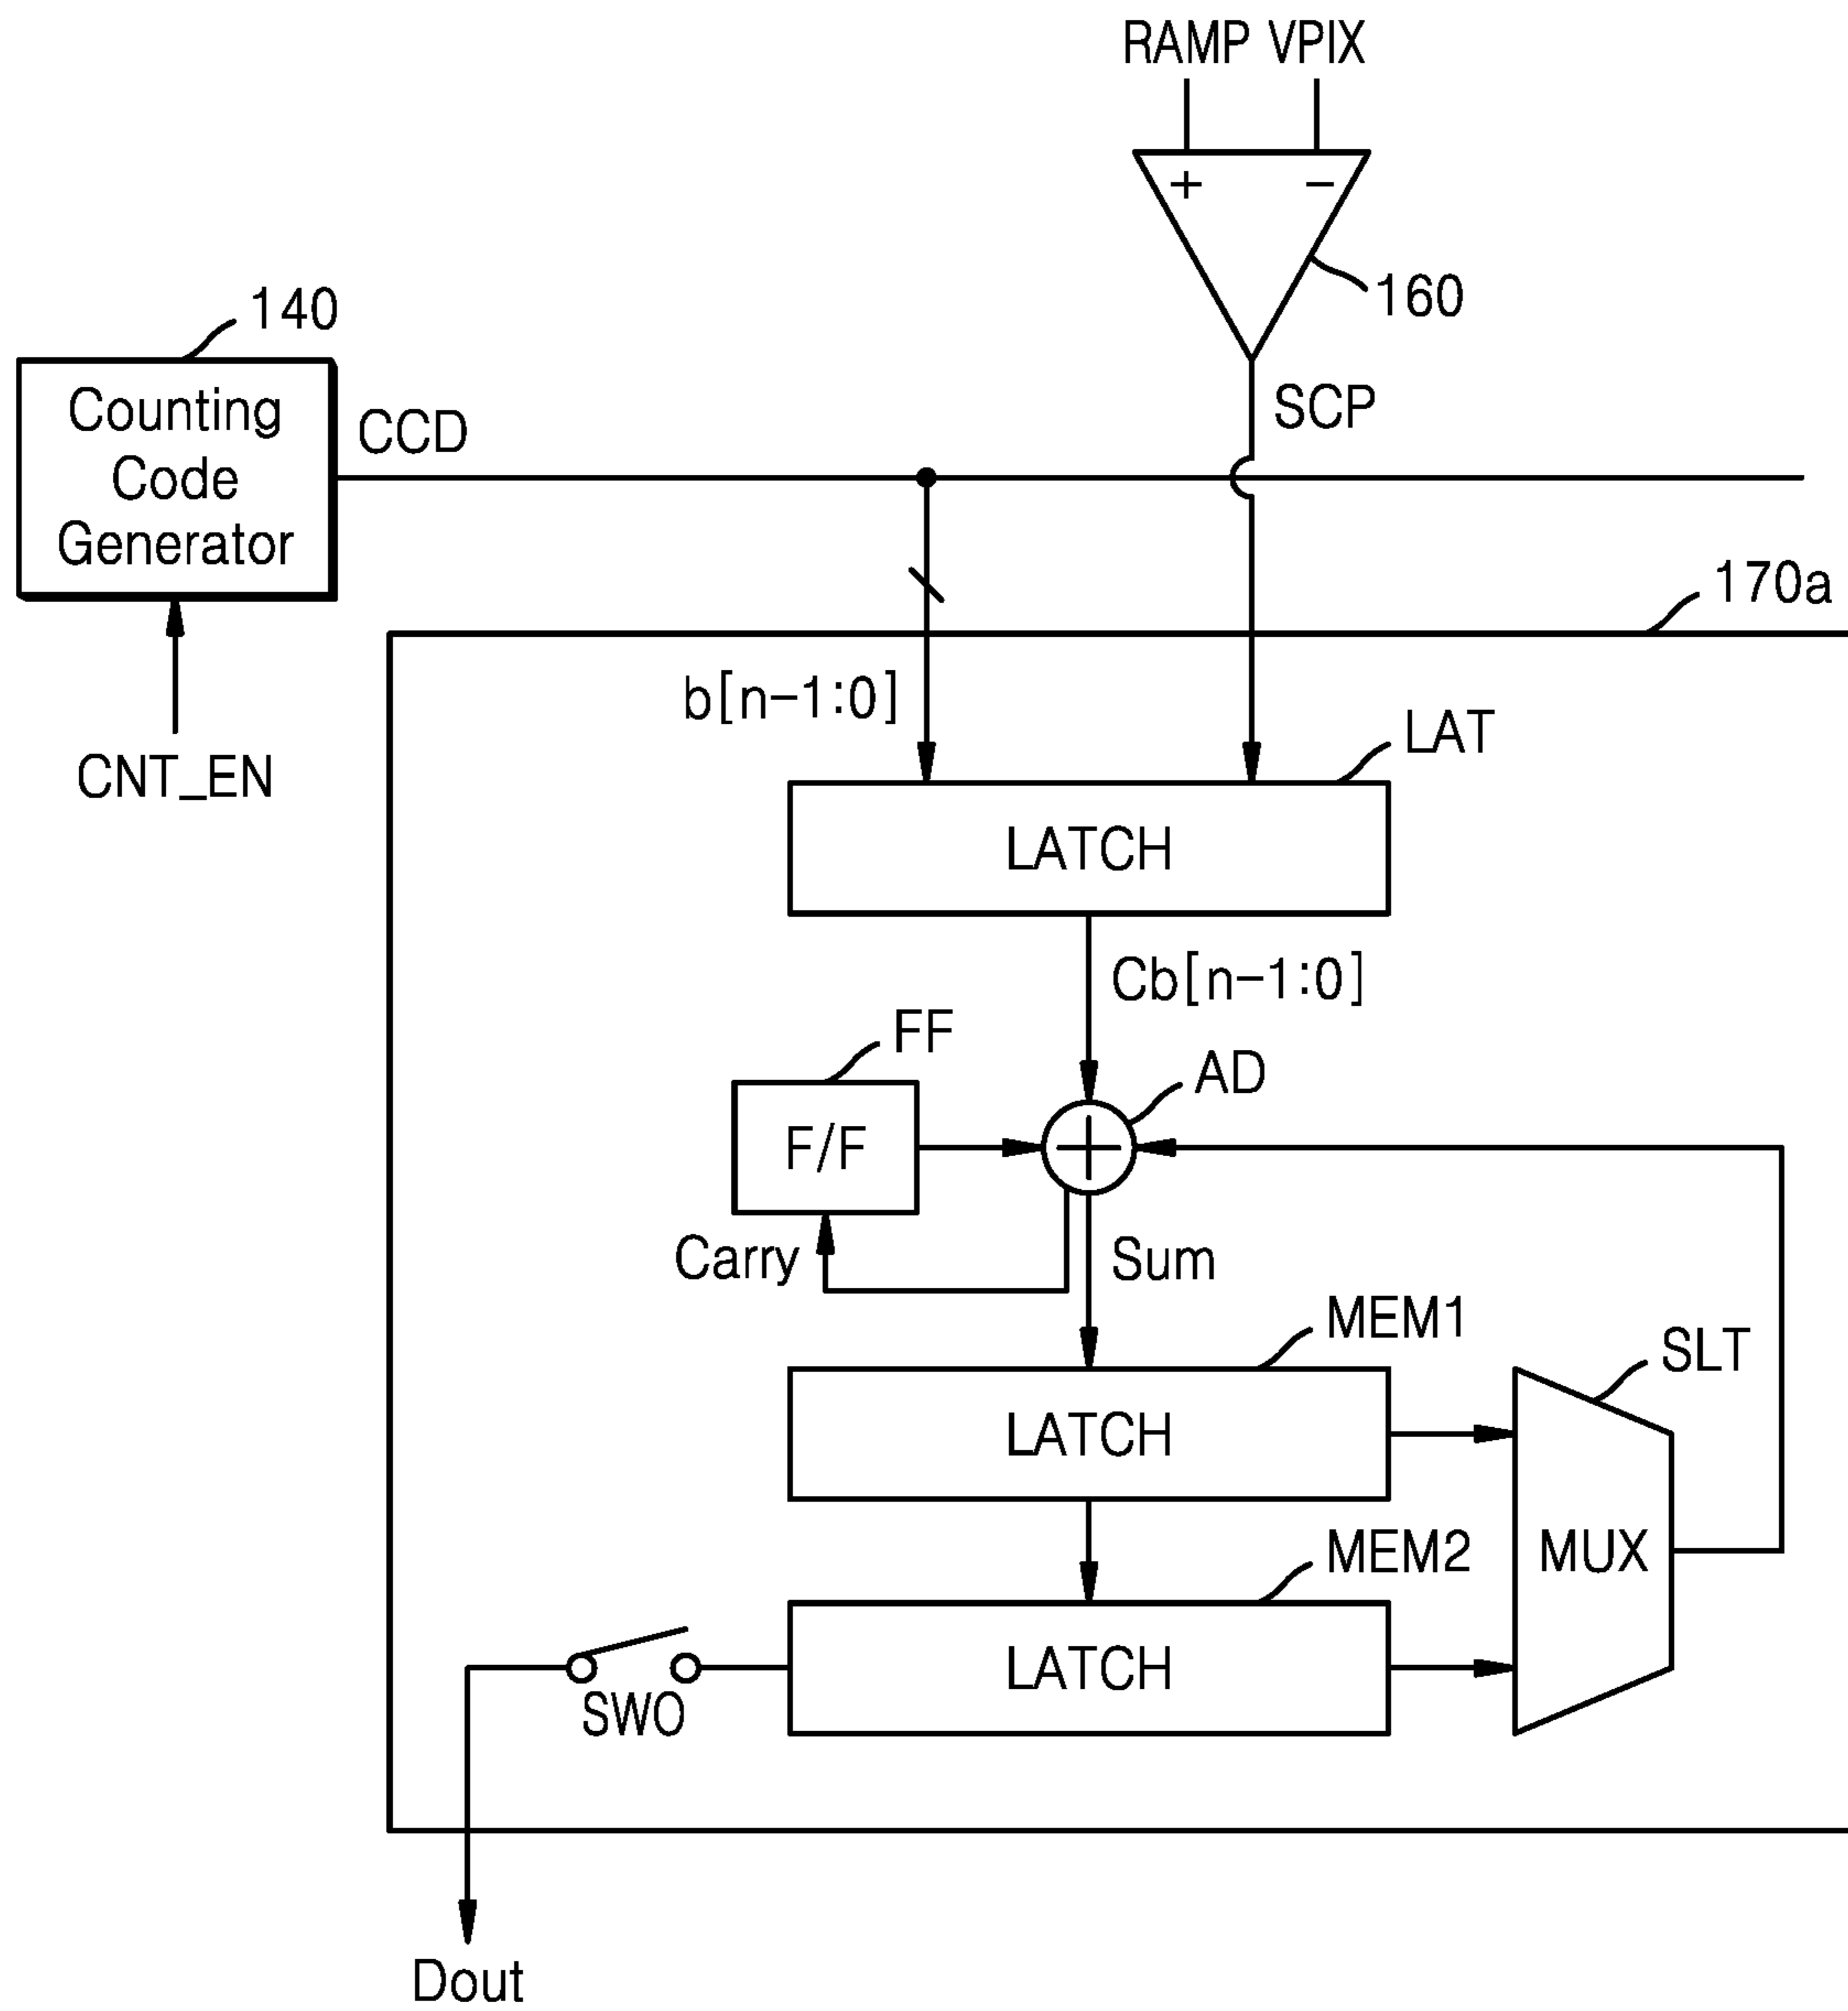 RAMP VPIX
+ −
160
140
Counting
Code
Generator
CCD
SCP
170a
b[n-1:0]
CNT_EN
LAT
LATCH
Cb[n-1:0]
FF
AD
F/F
Carry
Sum
MEM1
SLT
LATCH
MEM2
MUX
LATCH
SWO
Dout